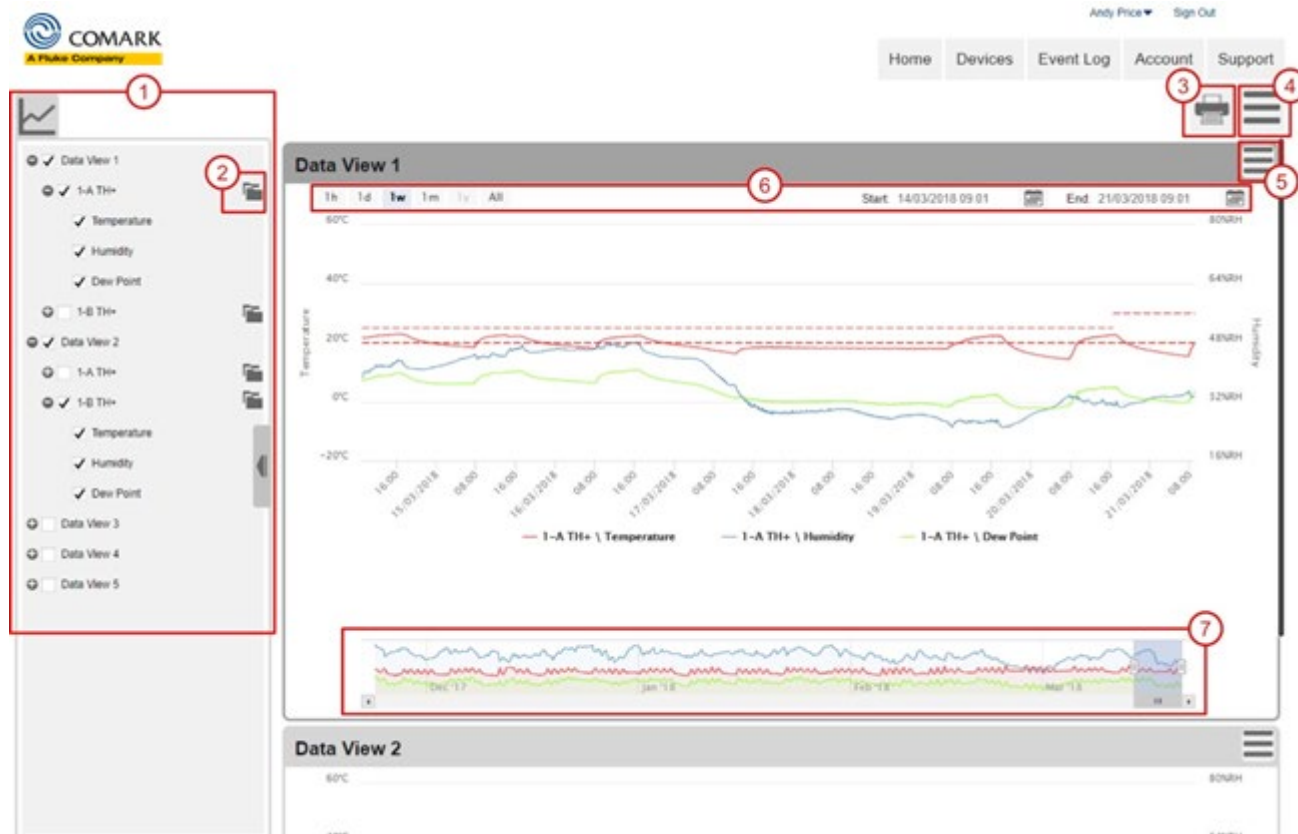 Andy Price Sign Out
COMARK
A Fluke Company
Home Devices Event Log Account Support
1
3
4
Data View 1
2
1-A TH+
Temperature
Humidity
Dew Point
1-B TH+
Data View 2
1-A TH+
1-B TH+
Temperature
Humidity
Dew Point
Data View 3
Data View 4
Data View 5
Data View 1
5
6
1h 1d 1w 1m 1y All Start 14/03/2018 09:01 End 21/03/2018 09:01
60°C
40°C
20°C
0°C
-20°C
Temperature
80%RH
64%RH
48%RH
32%RH
16%RH
Humidity
16:00 15/03/2018 08:00 16:00 16/03/2018 08:00 16:00 17/03/2018 08:00 16:00 18/03/2018 08:00 16:00 19/03/2018 08:00 16:00 20/03/2018 08:00 16:00 21/03/2018 08:00
1-A TH+ \ Temperature 1-A TH+ \ Humidity 1-A TH+ \ Dew Point
7
Dec '17 Jan '18 Feb '18 Mar '18
Data View 2
60°C 80%RH